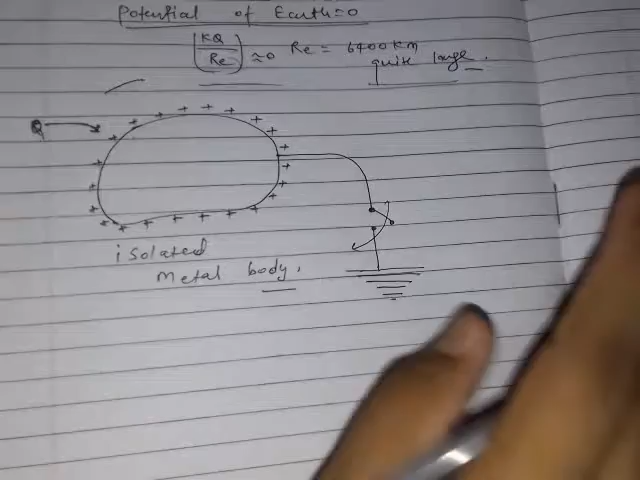 Potential of Earth=0
|KQ/Re| ≈0 Re = 6400km
quite large.
Q
+ + + + + + + + + + + + + + + + + + + + + +
isolated
Metal body.